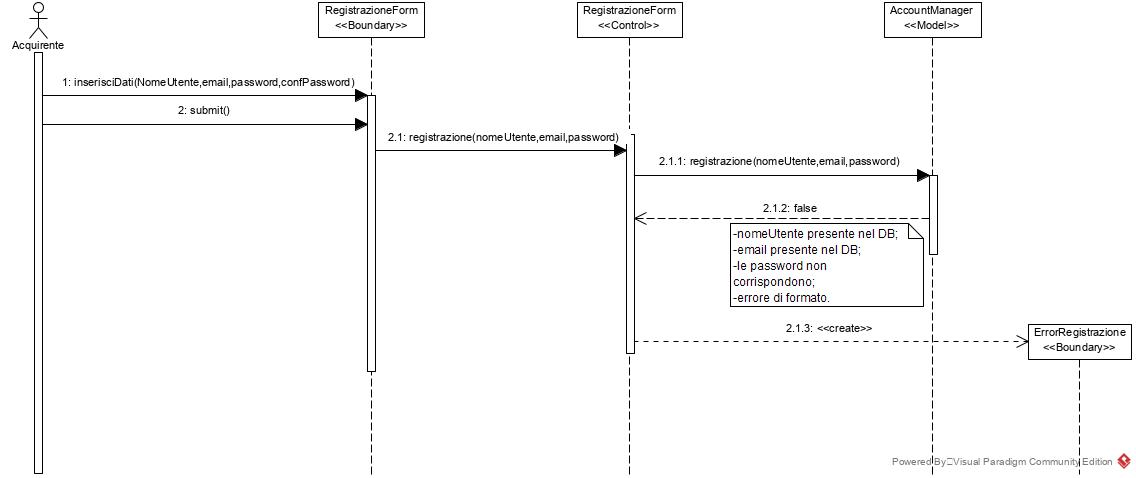 RegistrazioneForm
<<Boundary>>
RegistrazioneForm
<<Control>>
AccountManager
<<Model>>
Acquirente
1: inserisciDati(NomeUtente,email,password,confPassword)
2: submit()
2.1: registrazione(nomeUtente,email,password)
2.1.1: registrazione(nomeUtente,email,password)
2.1.2: false
-nomeUtente presente nel DB;
-email presente nel DB;
-le password non
corrispondono;
-errore di formato.
2.1.3: <<create>>
ErrorRegistrazione
<<Boundary>>
Powered By Visual Paradigm Community Edition